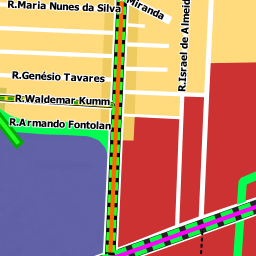 R.Maria Nunes da Silva
Miranda
R.Israel de Almeid
R.Genésio Tavares
R.Waldemar Kumm
R.Armando Fontolan